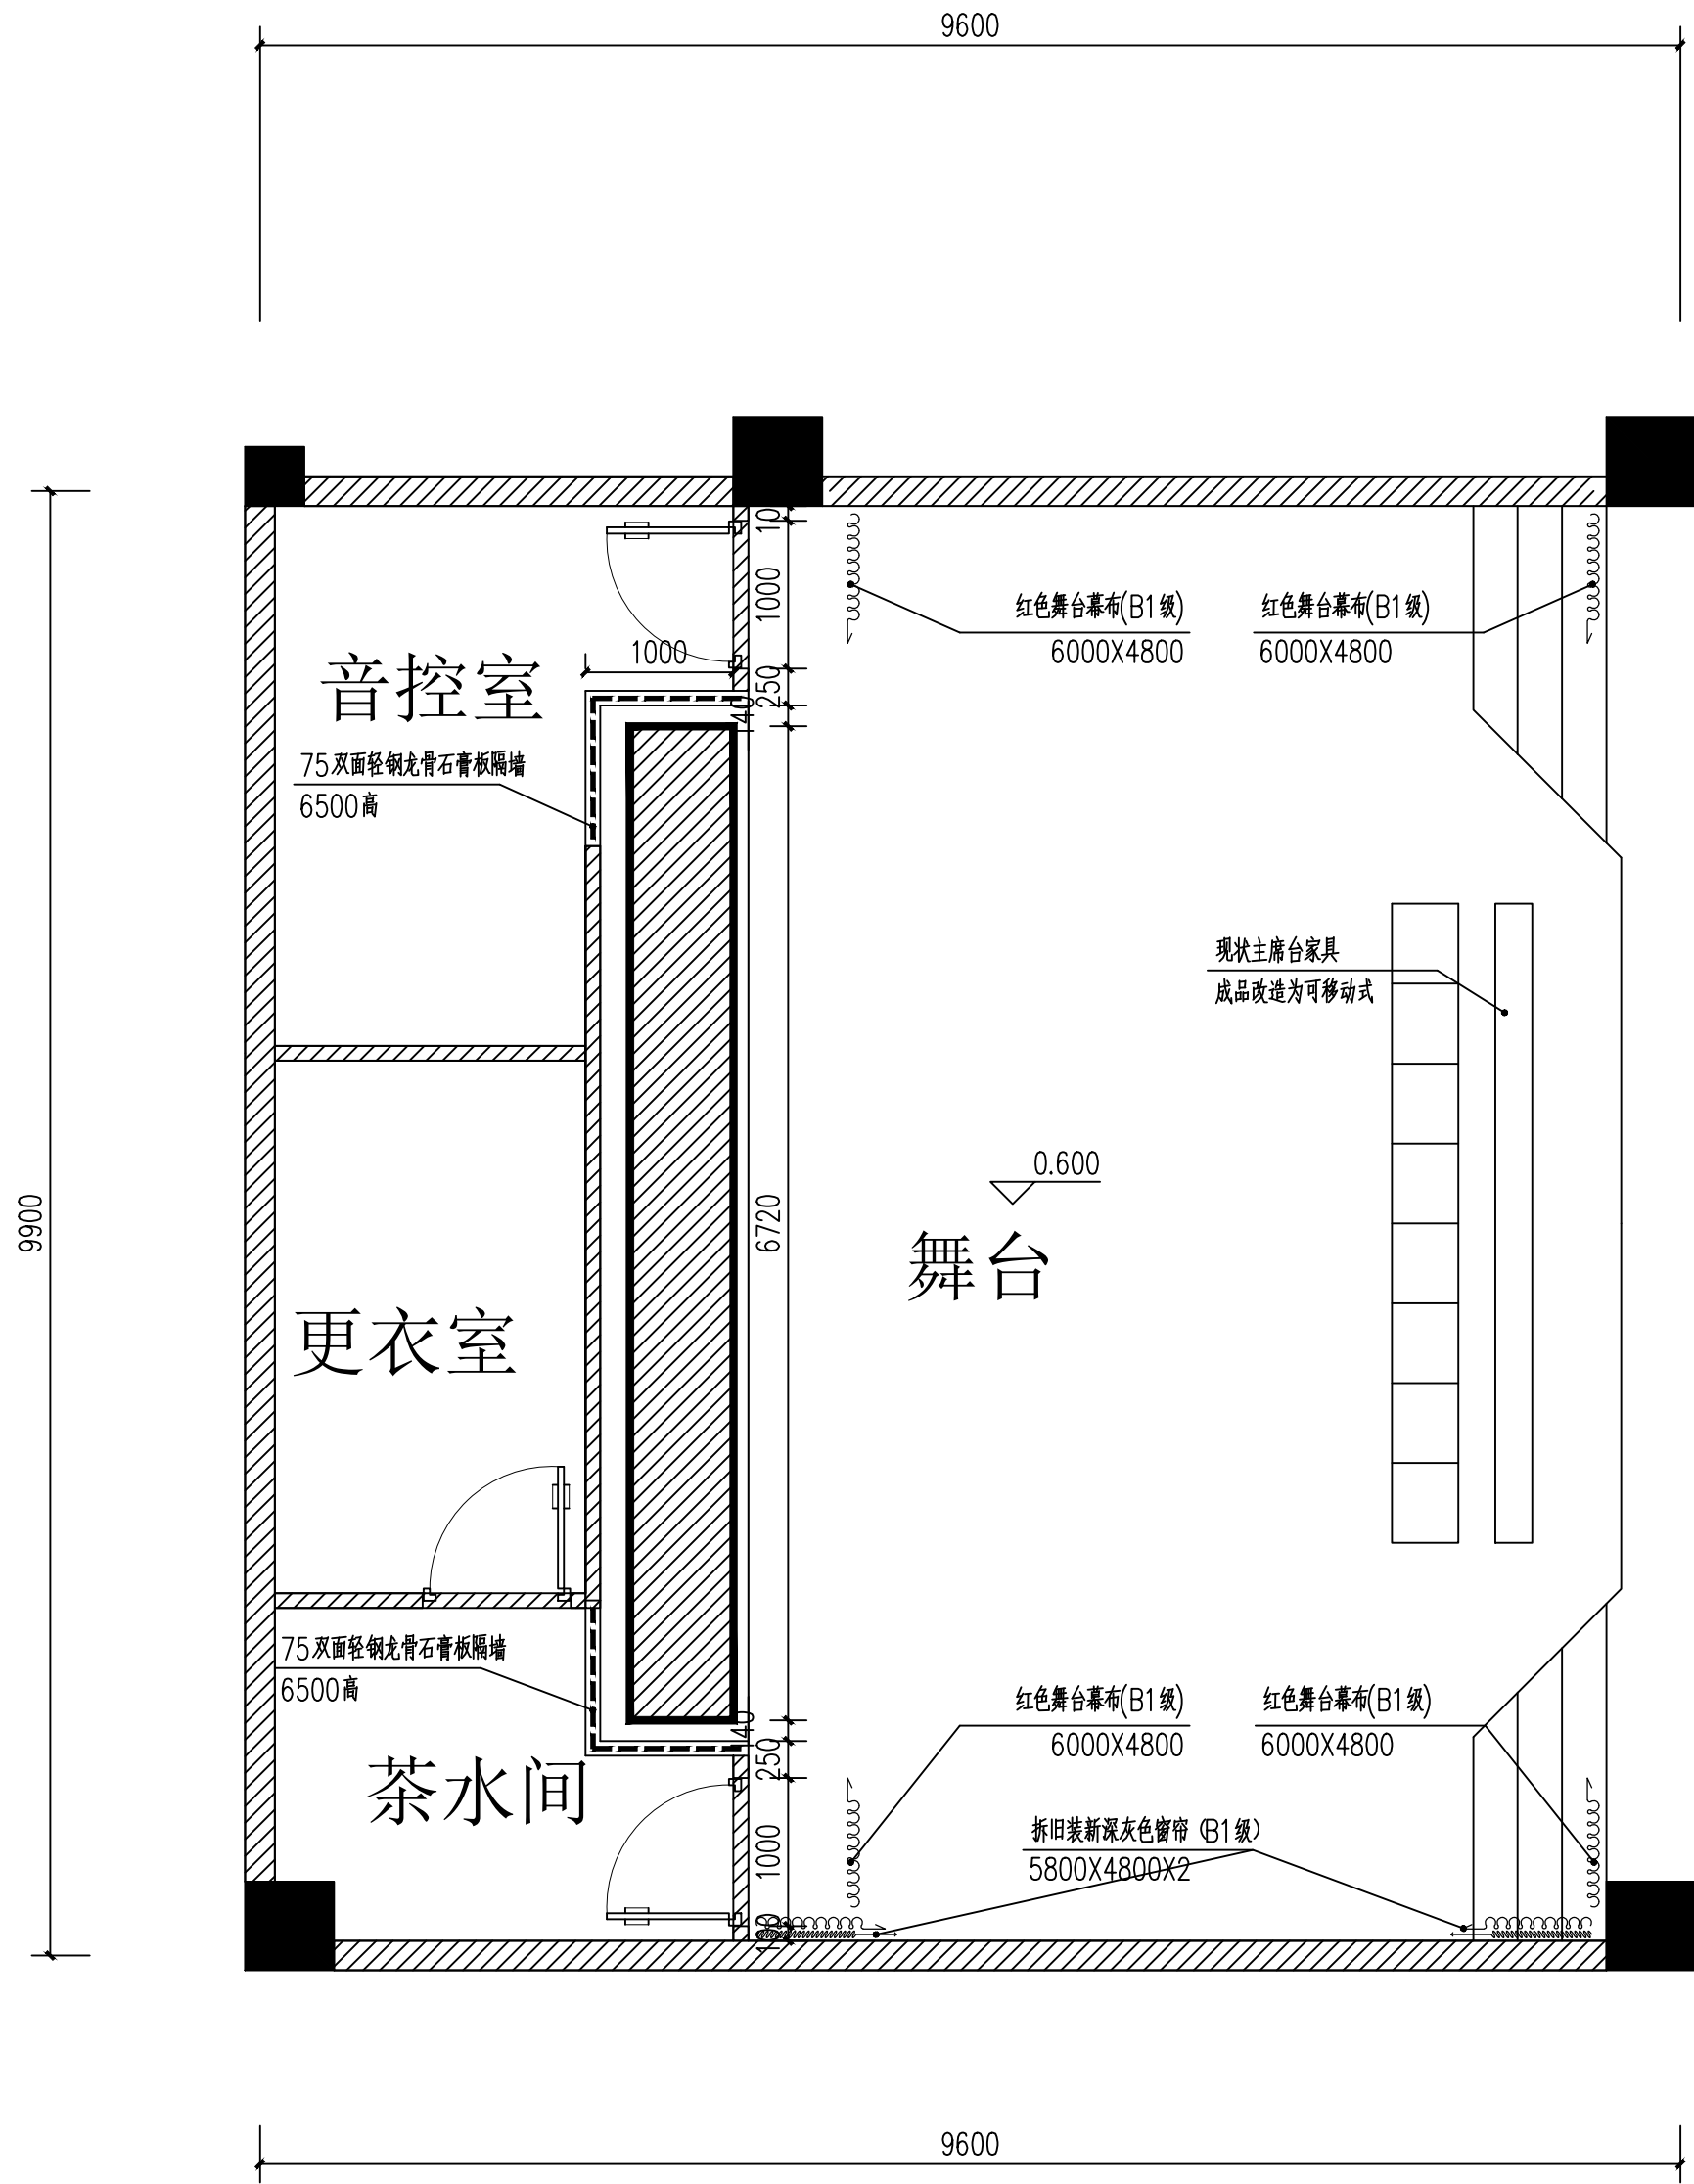 9600
10
1000
红色舞台幕布(B1级)
6000X4800
红色舞台幕布(B1级)
6000X4800
1000
250
140
音控室
75双面轻钢龙骨石膏板隔墙
6500高
现状主席台家具
成品改造为可移动式
0.600
9900
6720
舞台
更衣室
75双面轻钢龙骨石膏板隔墙
6500高
红色舞台幕布(B1级)
6000X4800
红色舞台幕布(B1级)
6000X4800
140
250
茶水间
拆旧装新深灰色窗帘(B1级)
5800X4800X2
1000
9600